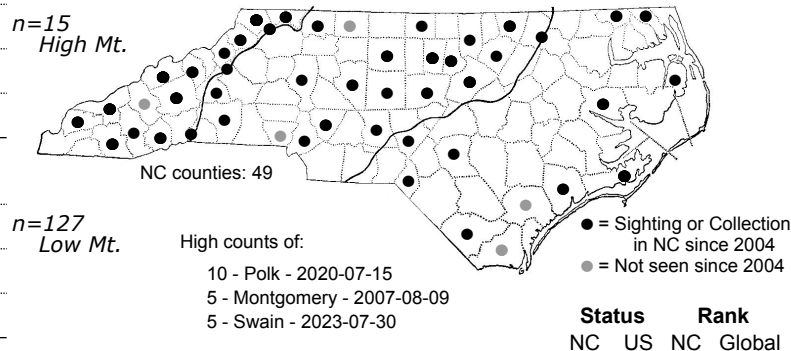 n=15
High Mt.
NC counties: 49
n=127
Low Mt.
High counts of:
10 - Polk - 2020-07-15
5 - Montgomery - 2007-08-09
5 - Swain - 2023-07-30
= Sighting or Collection
in NC since 2004
= Not seen since 2004
Status Rank
NC US NC Global